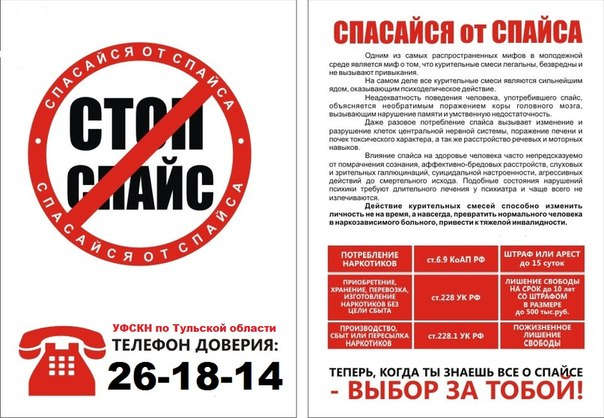 СПАСАЙСЯ ОТ СПАЙСА
СТОП
СПАЙС
СПАСАЙСЯ ОТ СПАЙСА
УФСКН по Тульской области
ТЕЛЕФОН ДОВЕРИЯ:
26-18-14
СПАСАЙСЯ от СПАЙСА
Одним из самых распространенных мифов в молодежной
среде является миф о том, что курительные смеси легальны, безвредны и
не вызывают привыкания.
На самом деле все курительные смеси являются сильнейшим
ядом, оказывающим психоделическое действие.
Неадекватность поведения человека, употребившего спайс,
объясняется необратимым поражением коры головного мозга,
вызывающим нарушение памяти и умственную недостаточность.
Даже разовое потребление спайса вызывает изменение и
разрушение клеток центральной нервной системы, поражение печени и
почек токсического характера, а так же расстройство речевых и моторных
навыков.
Влияние спайса на здоровье человека часто непредсказуемо
от помрачнения сознания, аффективно-бредовых расстройств, слуховых
и зрительных галлюцинаций, суицидальной настроенности, агрессивных
действий до смертельного исхода. Подобные состояния нарушений
психики требуют длительного лечения у психиатра и чаще всего не
излечиваются.
Действие курительных смесей способно изменить
личность не на время, а навсегда, превратить нормального человека
в наркозависимого больного, привести к тяжелой инвалидности.
ПОТРЕБЛЕНИЕ
НАРКОТИКОВ
ст.6.9 КоАП РФ
ШТРАФ ИЛИ АРЕСТ
до 15 суток
ПРИОБРЕТЕНИЕ,
ХРАНЕНИЕ, ПЕРЕВОЗКА,
ИЗГОТОВЛЕНИЕ
НАРКОТИКОВ БЕЗ
ЦЕЛИ СБЫТА
ст.228 УК РФ
ЛИШЕНИЕ СВОБОДЫ
НА СРОК до 10 лет
СО ШТРАФОМ
В РАЗМЕРЕ
до 500 тыс.руб.
ПРОИЗВОДСТВО,
СБЫТ ИЛИ ПЕРЕСЫЛКА
НАРКОТИКОВ
ст.228.1 УК РФ
ПОЖИЗНЕННОЕ
ЛИШЕНИЕ
СВОБОДЫ
ТЕПЕРЬ, КОГДА ТЫ ЗНАЕШЬ ВСЕ О СПАЙСЕ
- ВЫБОР ЗА ТОБОЙ!